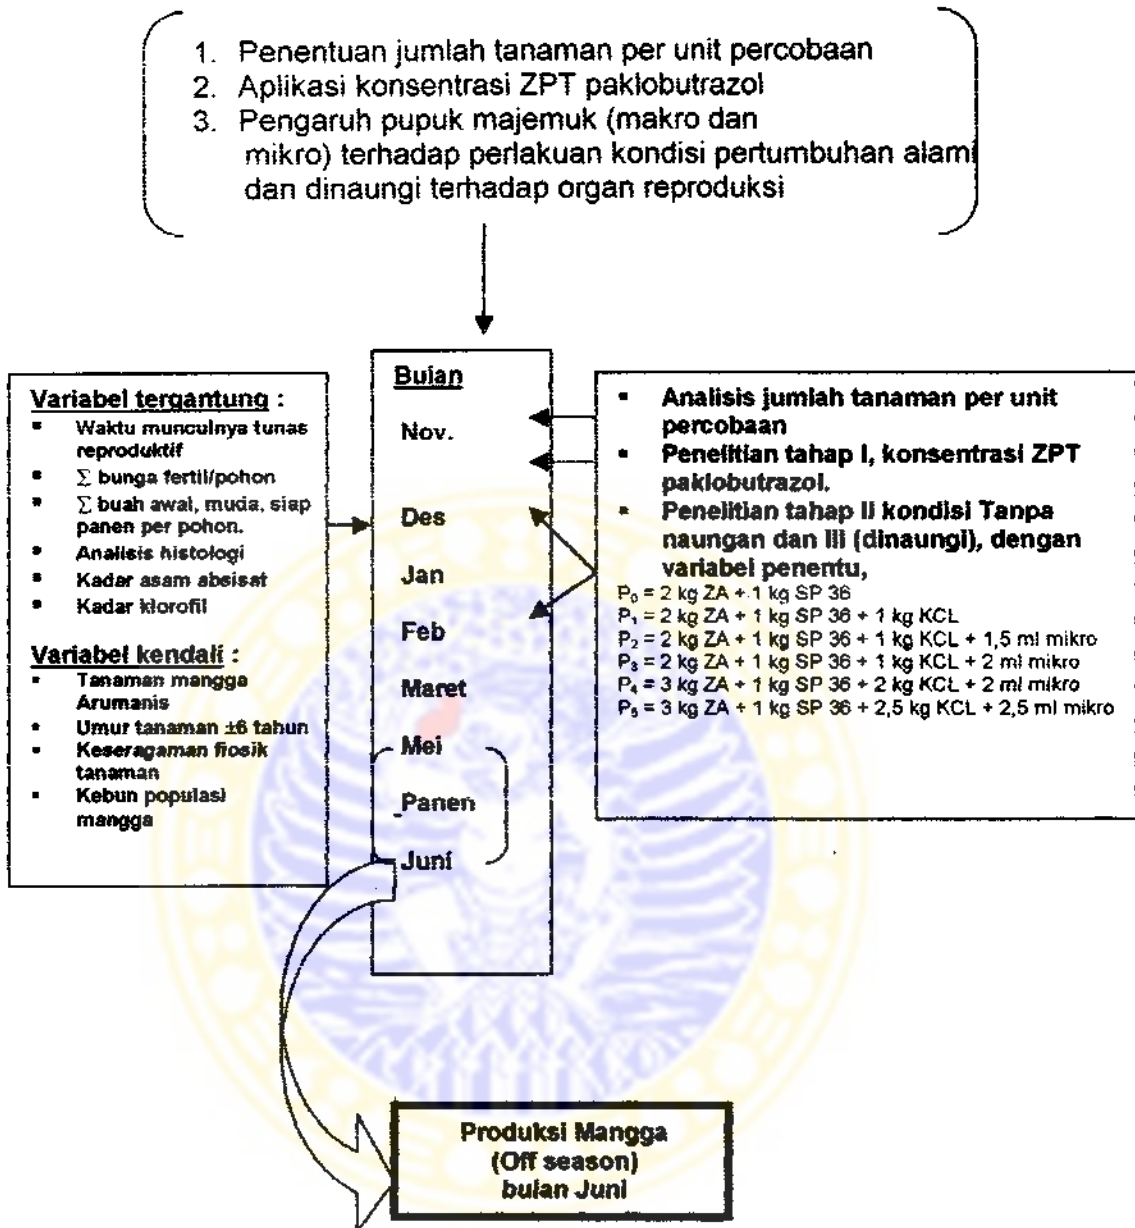 1. Penentuan jumlah tanaman per unit percobaan
2. Aplikasi konsentrasi ZPT paklobutrazol
3. Pengaruh pupuk majemuk (makro dan
mikro) terhadap perlakuan kondisi pertumbuhan alami
dan dinaungi terhadap organ reproduksi
Variabel tergantung :
▪ Waktu munculnya tunas
reproduktif
▪ ∑ bunga fertil/pohon
▪ ∑ buah awal, muda, siap
panen per pohon.
▪ Analisis histologi
▪ Kadar asam absisat
▪ Kadar klorofil
Variabel kendali :
▪ Tanaman mangga
Arumanis
▪ Umur tanaman ±6 tahun
▪ Keseragaman fiosik
tanaman
▪ Kebun populasi
mangga
Bulan
Nov.
Des
Jan
Feb
Maret
Mei
Panen
Juni
▪ Analisis jumlah tanaman per unit
percobaan
▪ Penelitian tahap I, konsentrasi ZPT
paklobutrazol.
▪ Penelitian tahap II kondisi Tanpa
naungan dan III (dinaungi), dengan
variabel penentu,
P₀ = 2 kg ZA + 1 kg SP 36
P₁ = 2 kg ZA + 1 kg SP 36 + 1 kg KCL
P₂ = 2 kg ZA + 1 kg SP 36 + 1 kg KCL + 1,5 ml mikro
P₃ = 2 kg ZA + 1 kg SP 36 + 1 kg KCL + 2 ml mikro
P₄ = 3 kg ZA + 1 kg SP 36 + 2 kg KCL + 2 ml mikro
P₅ = 3 kg ZA + 1 kg SP 36 + 2,5 kg KCL + 2,5 ml mikro
Produksi Mangga
(Off season)
bulan Juni